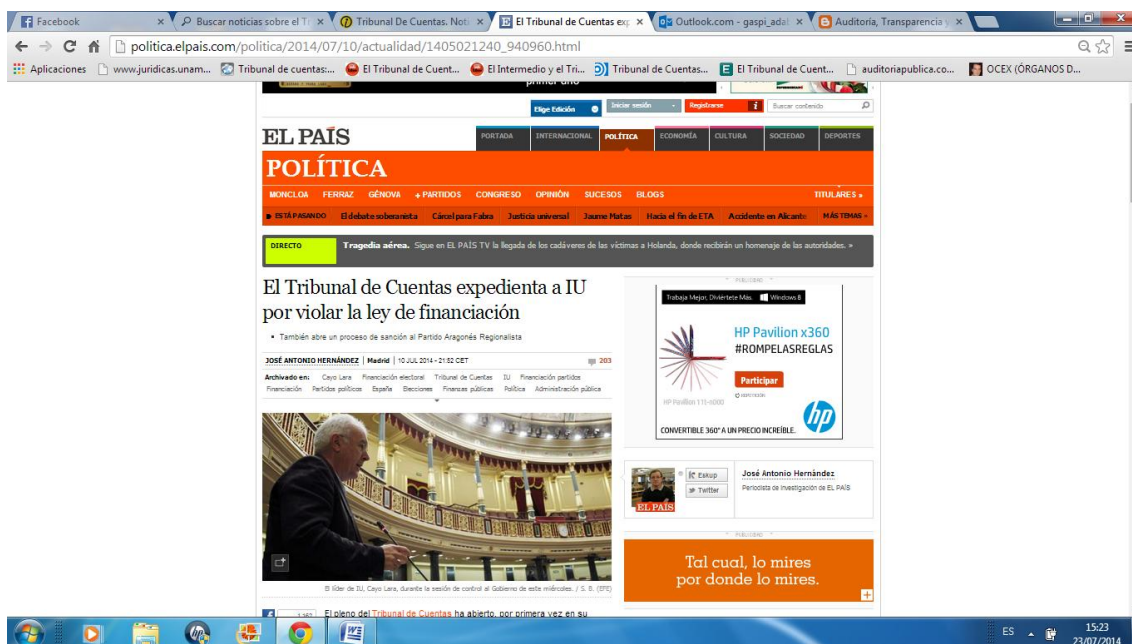 Facebook
Buscar noticias sobre el T
Tribunal De Cuentas. Noti
El Tribunal de Cuentas exp
Outlook.com - gaspi_adal
Auditoría, Transparencia y
politica.elpais.com/politica/2014/07/10/actualidad/1405021240_940960.html
Aplicaciones www.juridicas.unam... Tribunal de cuentas:... El Tribunal de Cuent... El Intermedio y el Tri... Tribunal de Cuentas... El Tribunal de Cuent... auditoriapublica.co... OCEX (ÓRGANOS D...
Elige Edición Iniciar sesión Registrarse i Buscar contenido
EL PAÍS
PORTADA INTERNACIONAL POLÍTICA ECONOMÍA CULTURA SOCIEDAD DEPORTES
POLÍTICA
MONCLOA FERRAZ GÉNOVA + PARTIDOS CONGRESO OPINIÓN SUCESOS BLOGS TITULARES »
ESTÁ PASANDO El debate soberanista Cárcel para Fabra Justicia universal Jaume Matas Hacia el fin de ETA Accidente en Alicante MÁS TEMAS »
DIRECTO Tragedia aérea. Sigue en EL PAÍS TV la llegada de los cadáveres de las víctimas a Holanda, donde recibirán un homenaje de las autoridades. »
El Tribunal de Cuentas expedienta a IU
por violar la ley de financiación
También abre un proceso de sanción al Partido Aragonés Regionalista
JOSÉ ANTONIO HERNÁNDEZ | Madrid | 10 JUL 2014 - 21:52 CET 203
Archivado en: Cayo Lara Financiación electoral Tribunal de Cuentas IU Financiación partidos
Financiación Partidos políticos España Elecciones Finanzas públicas Política Administración pública
El líder de IU, Cayo Lara, durante la sesión de control al Gobierno de este miércoles. / S. B. (EFE)
El pleno del Tribunal de Cuentas ha abierto, por primera vez en su
PUBLICIDAD
Trabaja Mejor, Diviértete Más. Windows 8
HP Pavilion x360
#ROMPELASREGLAS
Participar
HP Pavilion 11-n000
CONVERTIBLE 360° A UN PRECIO INCREÍBLE.
hp
EL PAÍS
Eskup
Twitter
José Antonio Hernández
Periodista de investigación de EL PAÍS
PUBLICIDAD
Tal cual, lo mires
por donde lo mires.
ES
15:23
23/07/2014